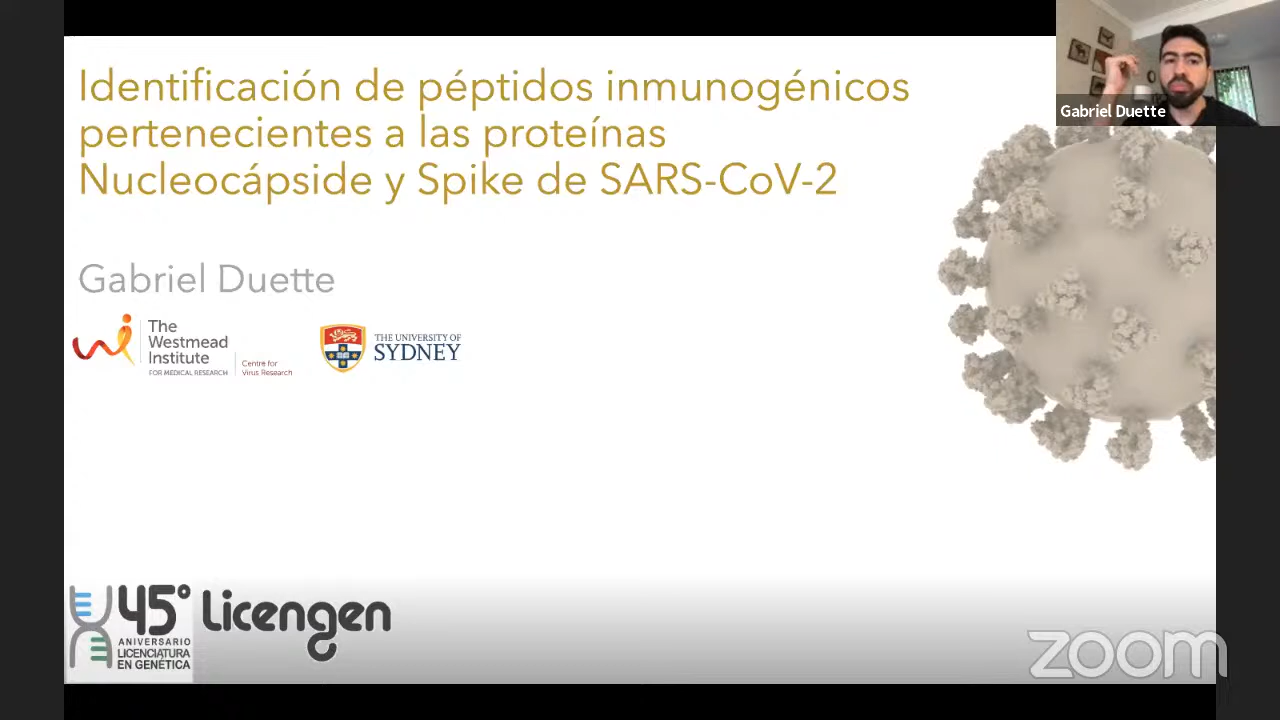 Identificación de péptidos inmunogénicos
pertenecientes a las proteínas
Nucleocápside y Spike de SARS-CoV-2
Gabriel Duette
Gabriel Duette
The
Westmead
Institute
FOR MEDICAL RESEARCH
Centre for
Virus Research
THE UNIVERSITY OF
SYDNEY
45° Licengen
ANIVERSARIO
LICENCIATURA
EN GENÉTICA
zoom